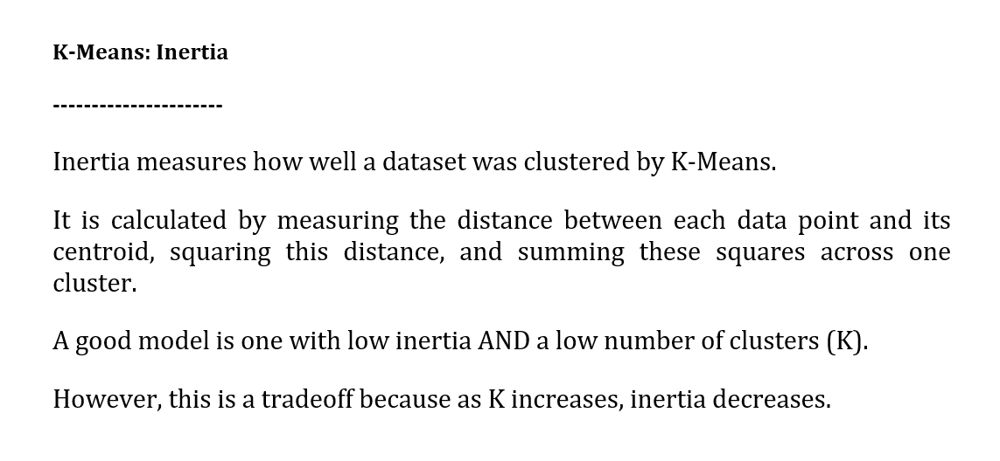 K-Means: Inertia
----------------------
Inertia measures how well a dataset was clustered by K-Means.
It is calculated by measuring the distance between each data point and its
centroid, squaring this distance, and summing these squares across one
cluster.
A good model is one with low inertia AND a low number of clusters (K).
However, this is a tradeoff because as K increases, inertia decreases.